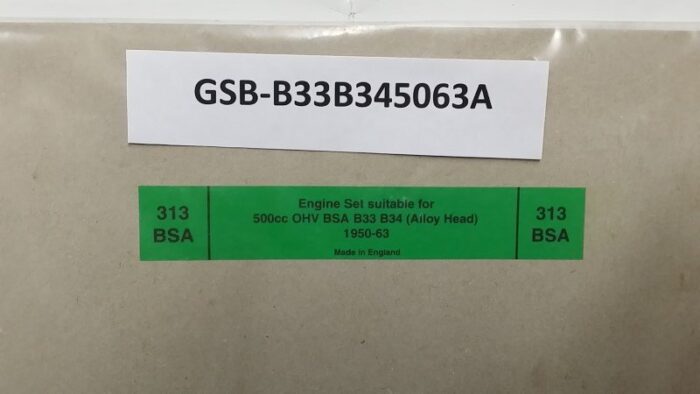 GSB-B33B345063A
313
BSA
Engine Set suitable for
500cc OHV BSA B33 B34 (Alloy Head)
1950-63
Made in England
313
BSA